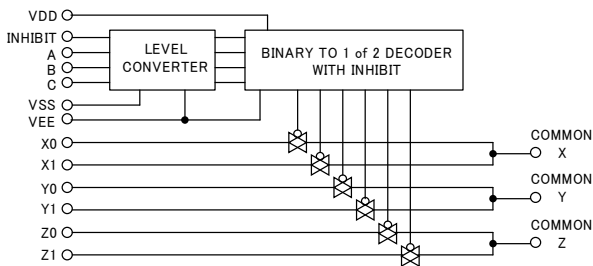 VDD
INHIBIT
A
B
C
LEVEL
CONVERTER
BINARY TO 1 of 2 DECODER
WITH INHIBIT
VSS
VEE
X0
X1
Y0
Y1
Z0
Z1
COMMON
X
COMMON
Y
COMMON
Z